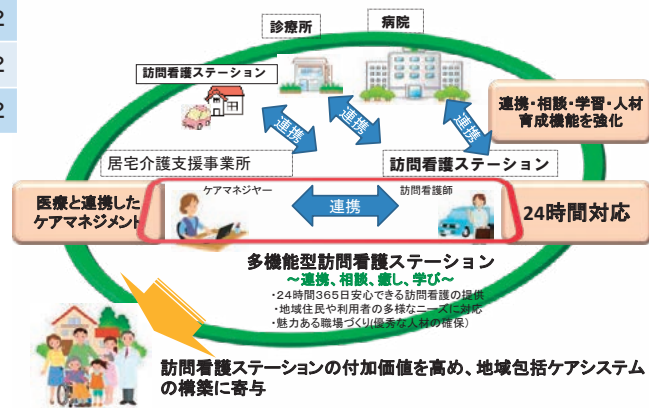 2
2
2
診療所
病院
訪問看護ステーション
連携
連携
連携
連携・相談・学習・人材
育成機能を強化
居宅介護支援事業所
訪問看護ステーション
医療と連携した
ケアマネジメント
ケアマネジャー
連携
訪問看護師
24時間対応
多機能型訪問看護ステーション
～連携、相談、癒し、学び～
・24時間365日安心できる訪問看護の提供
・地域住民や利用者の多様なニーズに対応
・魅力ある職場づくり(優秀な人材の確保)
訪問看護ステーションの付加価値を高め、地域包括ケアシステム
の構築に寄与